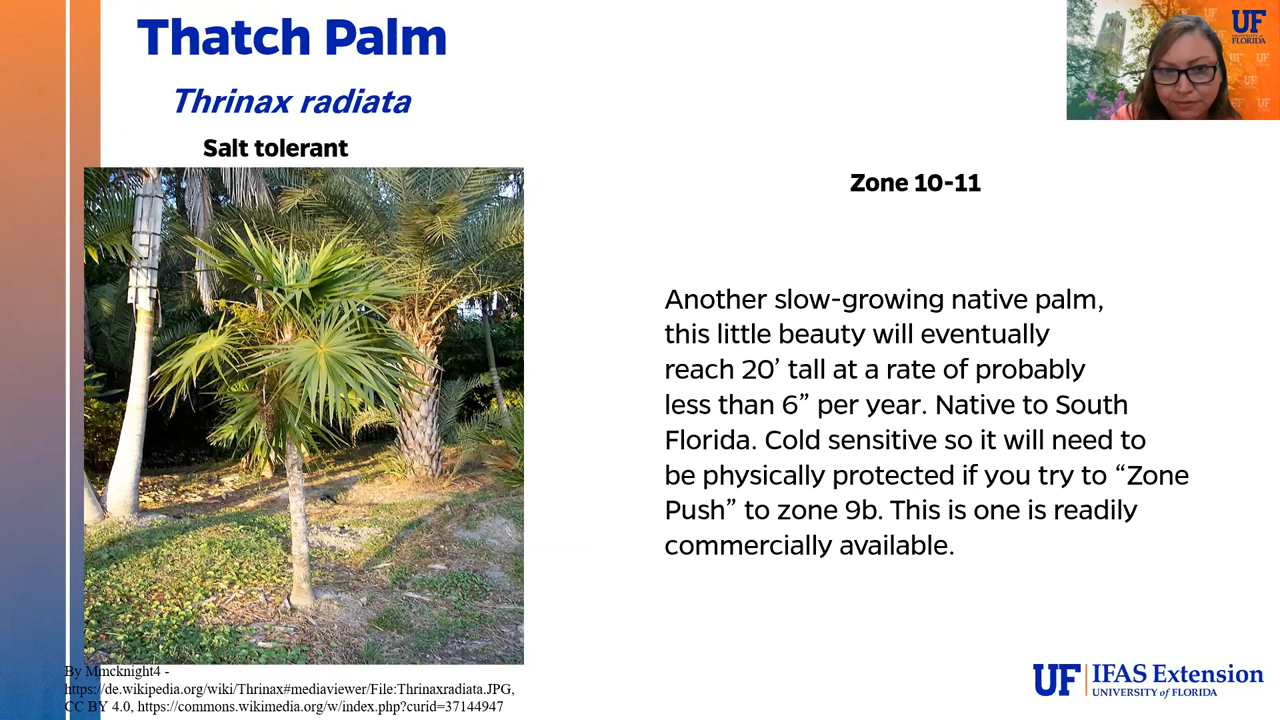 Thatch Palm
Thrinax radiata
Salt tolerant
Zone 10-11
Another slow-growing native palm,
this little beauty will eventually
reach 20’ tall at a rate of probably
less than 6” per year. Native to South
Florida. Cold sensitive so it will need to
be physically protected if you try to “Zone
Push” to zone 9b. This is one is readily
commercially available.
By Mmcknight4 -
https://de.wikipedia.org/wiki/Thrinax#mediaviewer/File:Thrinaxradiata.JPG,
CC BY 4.0, https://commons.wikimedia.org/w/index.php?curid=37144947
UF
UNIVERSITY of
FLORIDA
UF IFAS Extension
UNIVERSITY of FLORIDA